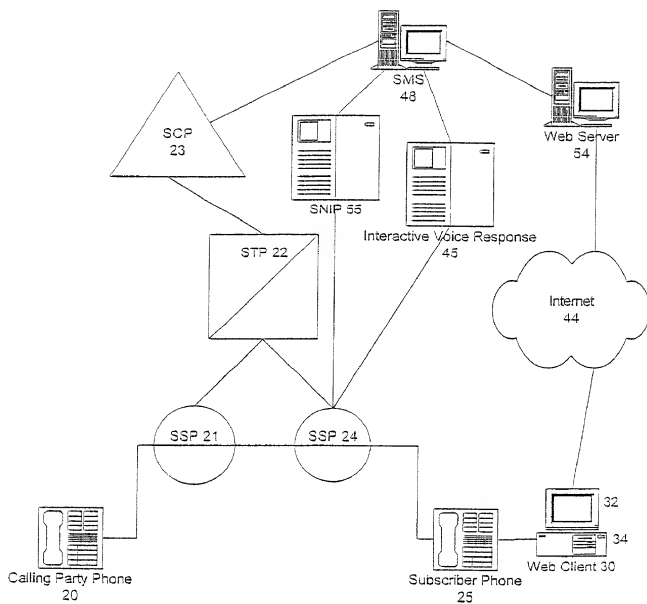 SMS
48
SCP
23
Web Server
54
SNIP 55
Interactive Voice Response
45
STP 22
Internet
44
SSP 21
SSP 24
32
34
Calling Party Phone
20
Subscriber Phone
25
Web Client 30